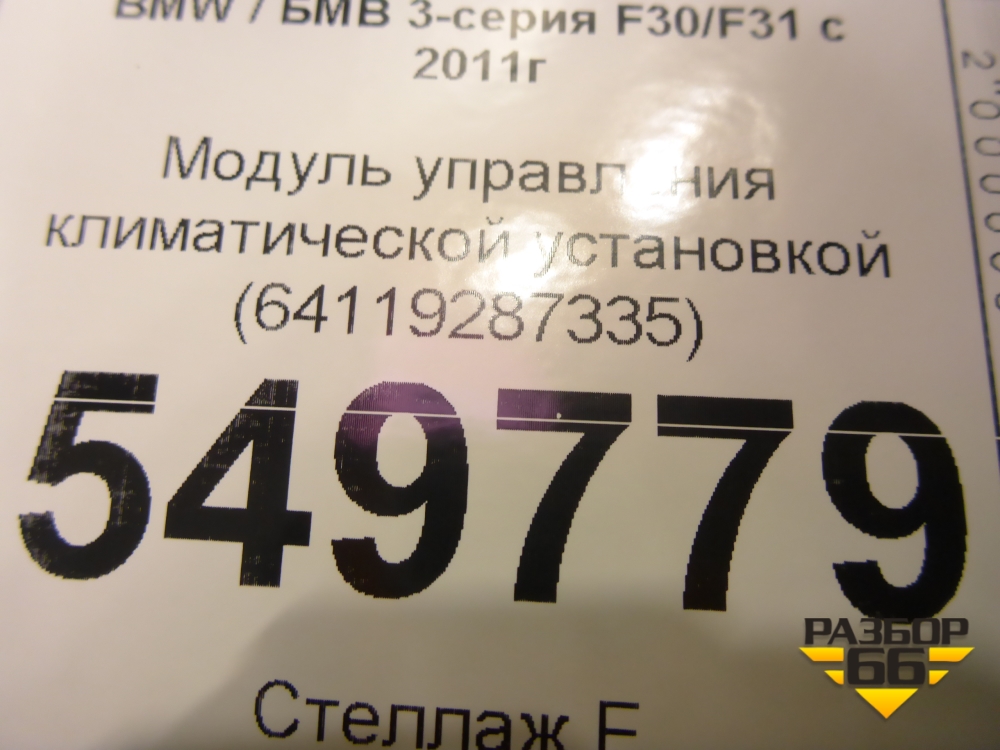 BMW / БМВ 3-серия F30/F31 с
2011г
Модуль управления
климатической установкой
(64119287335)
549779
Стеллаж
РАЗБОР
66